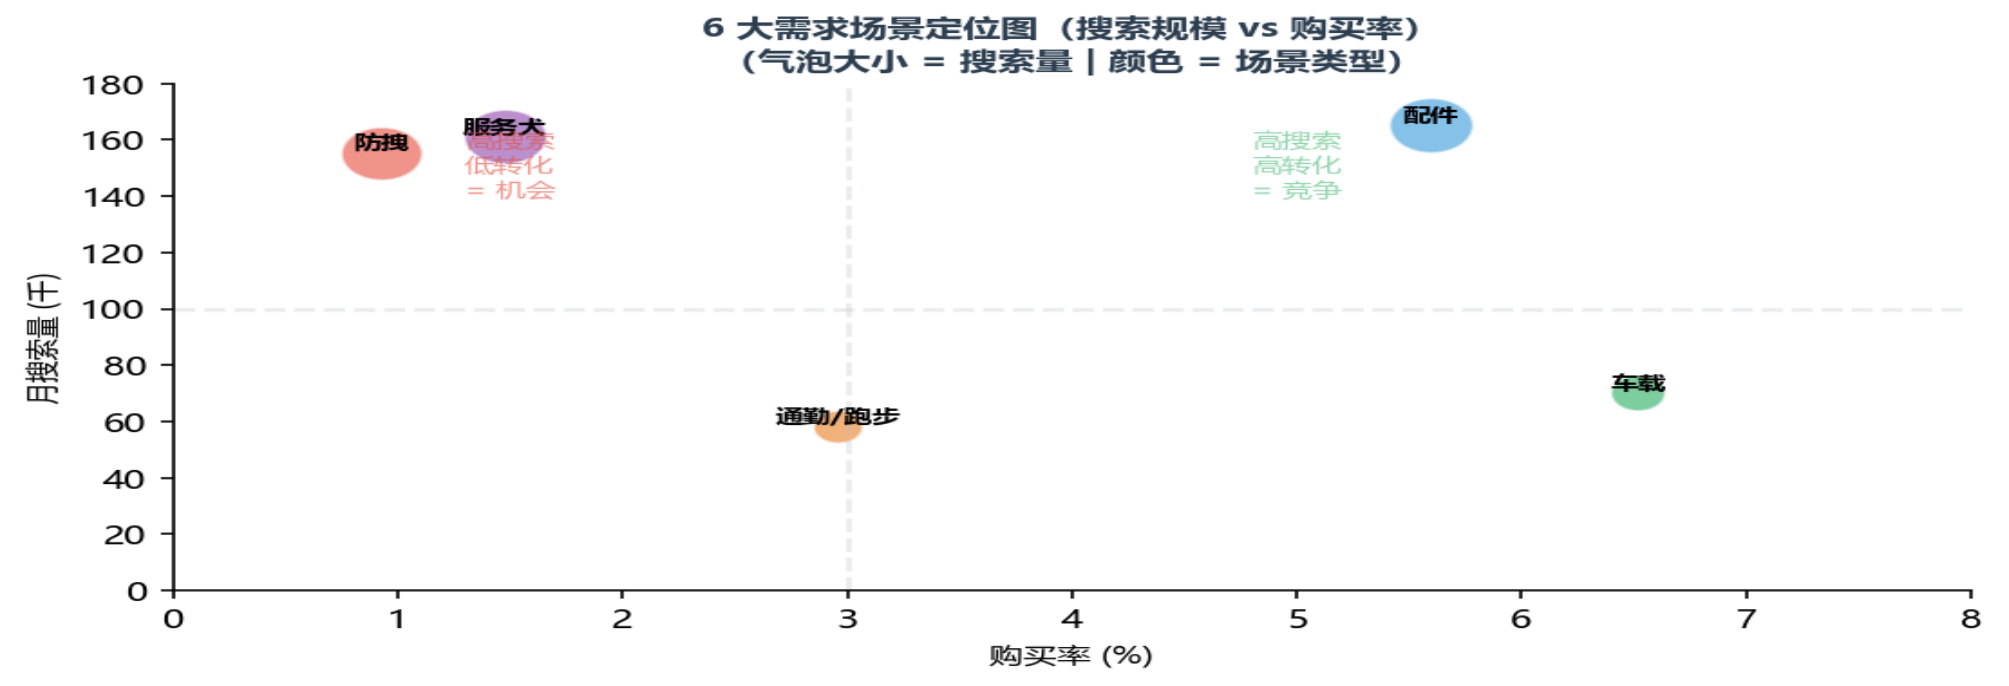 6 大需求场景定位图（搜索规模 vs 购买率）
（气泡大小 = 搜索量 | 颜色 = 场景类型）
月搜索量 (千)
180
160
140
120
100
80
60
40
20
0
防拽
服务犬
高搜索
低转化
= 机会
高搜索
高转化
= 竞争
配件
通勤/跑步
车载
0 1 2 3 4 5 6 7 8
购买率 (%)